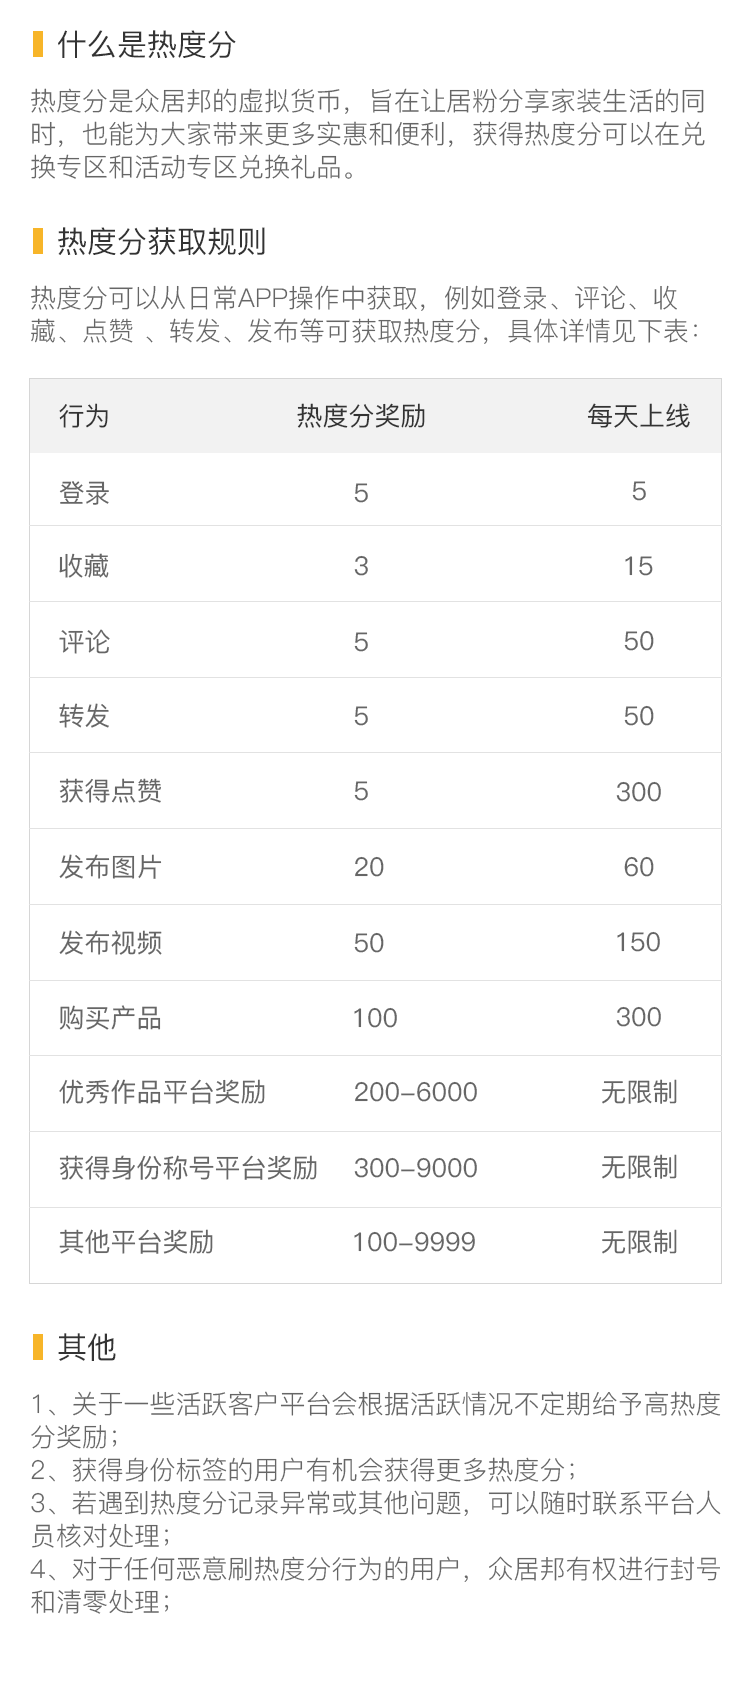 什么是热度分
热度分是众居邦的虚拟货币，旨在让居粉分享家装生活的同
时，也能为大家带来更多实惠和便利，获得热度分可以在兑
换专区和活动专区兑换礼品。
热度分获取规则
热度分可以从日常APP操作中获取，例如登录、评论、收
藏、点赞 、转发、发布等可获取热度分，具体详情见下表：
行为 热度分奖励 每天上线
登录 5 5
收藏 3 15
评论 5 50
转发 5 50
获得点赞 5 300
发布图片 20 60
发布视频 50 150
购买产品 100 300
优秀作品平台奖励 200-6000 无限制
获得身份称号平台奖励 300-9000 无限制
其他平台奖励 100-9999 无限制
其他
1、关于一些活跃客户平台会根据活跃情况不定期给予高热度
分奖励；
2、获得身份标签的用户有机会获得更多热度分；
3、若遇到热度分记录异常或其他问题，可以随时联系平台人
员核对处理；
4、对于任何恶意刷热度分行为的用户，众居邦有权进行封号
和清零处理；